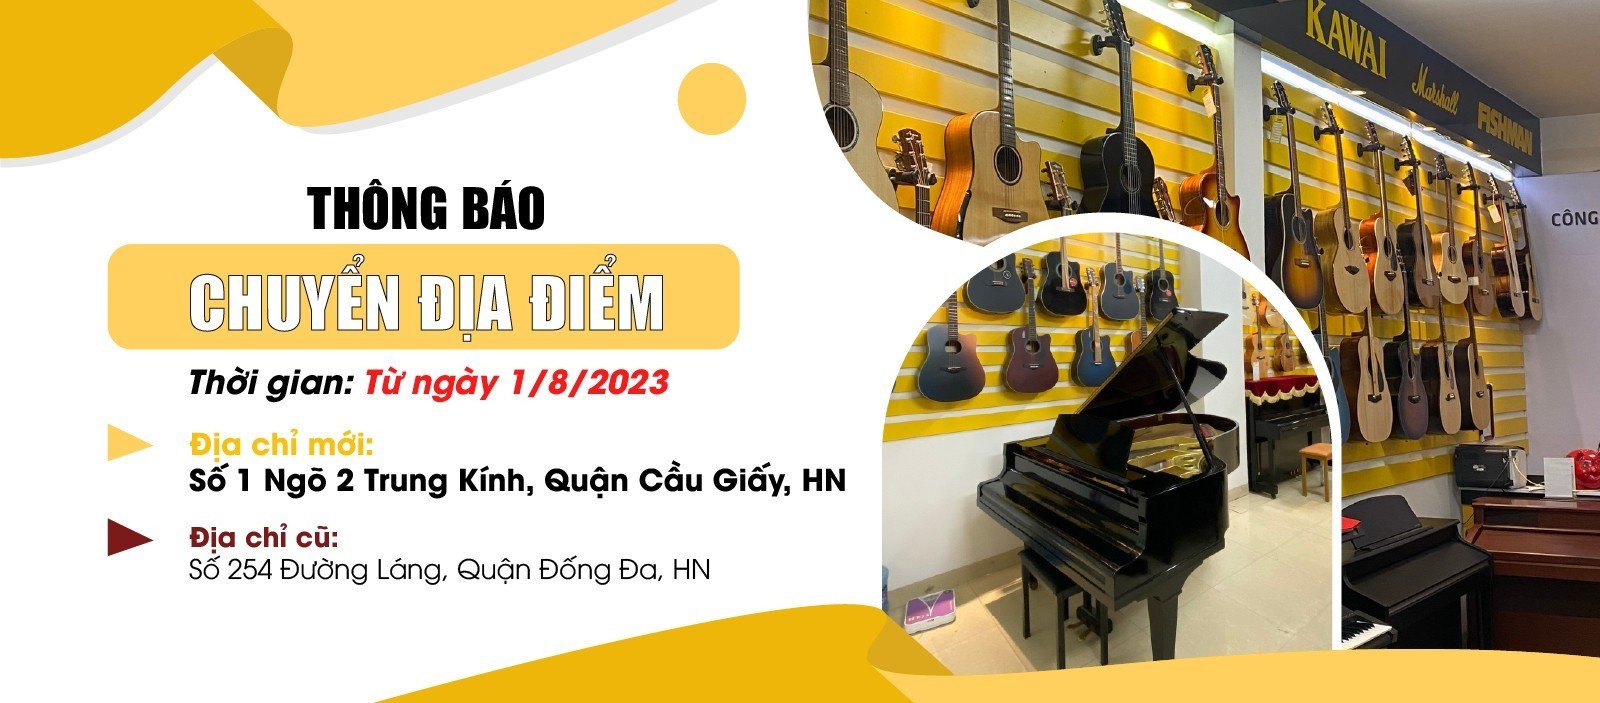 THÔNG BÁO
CHUYỂN ĐỊA ĐIỂM
Thời gian: Từ ngày 1/8/2023
Địa chỉ mới:
Số 1 Ngõ 2 Trung Kính, Quận Cầu Giấy, HN
Địa chỉ cũ:
Số 254 Đường Láng, Quận Đống Đa, HN
KAWAI
Marshall
FISHMAN
CÔNG